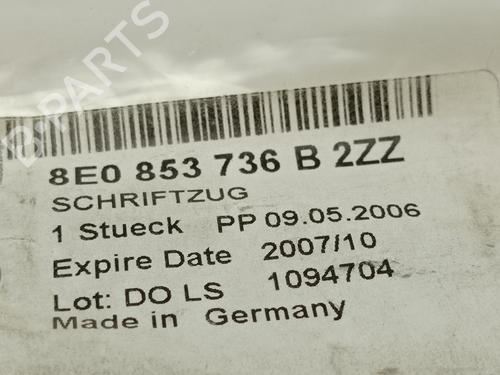 B-PARTS
8E0 853 736 B 2ZZ
SCHRIFTZUG
1 Stueck PP 09.05.2006
Expire Date 2007/10
Lot: DO LS 1094704
Made in Germany